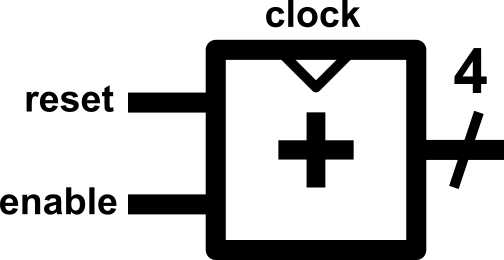 clock
4
reset
+
enable